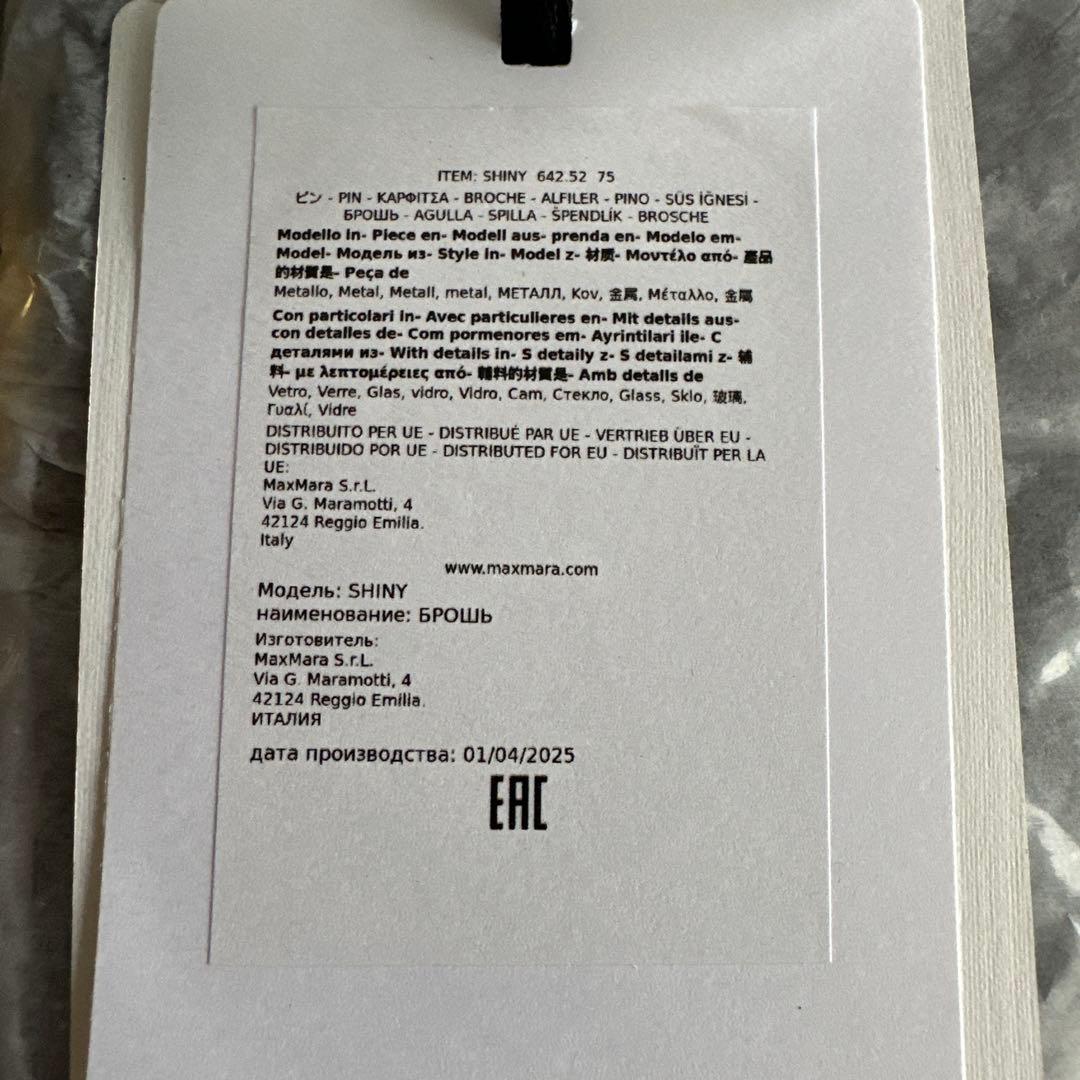 ITEM: SHINY 642.52 75
ピン - PIN - ΚΑΡΦΙΤΣΑ - BROCHE - ALFILER - PINO - SÜS İĞNESİ -
БРОШЬ - AGULLA - SPILLA - ŠPENDLÍK - BROSCHE
Modello in- Piece en- Modell aus- prenda en- Modelo em-
Model- Модель из- Style in- Model z- 材质- Μοντέλο από- 產品
的材質是- Peça de
Metallo, Metal, Metall, metal, МЕТАЛЛ, Kov, 金属, Μέταλλο, 金屬
Con particolari in- Avec particulieres en- Mit details aus-
con detalles de- Com pormenores em- Ayrintilari ile- С
деталями из- With details in- S detaily z- S detailami z- 辅
料- με λεπτομέρειες από- 輔料的材質是- Amb details de
Vetro, Verre, Glas, vidro, Vidro, Cam, Стекло, Glass, Sklo, 玻璃,
Γυαλί, Vidre
DISTRIBUITO PER UE - DISTRIBUÉ PAR UE - VERTRIEB ÜBER EU -
DISTRIBUIDO POR UE - DISTRIBUTED FOR EU - DISTRIBUÏT PER LA
UE:
MaxMara S.r.L.
Via G. Maramotti, 4
42124 Reggio Emilia.
Italy
www.maxmara.com
Модель: SHINY
наименование: БРОШЬ
Изготовитель:
MaxMara S.r.L.
Via G. Maramotti, 4
42124 Reggio Emilia.
ИТАЛИЯ
дата производства: 01/04/2025
EAC